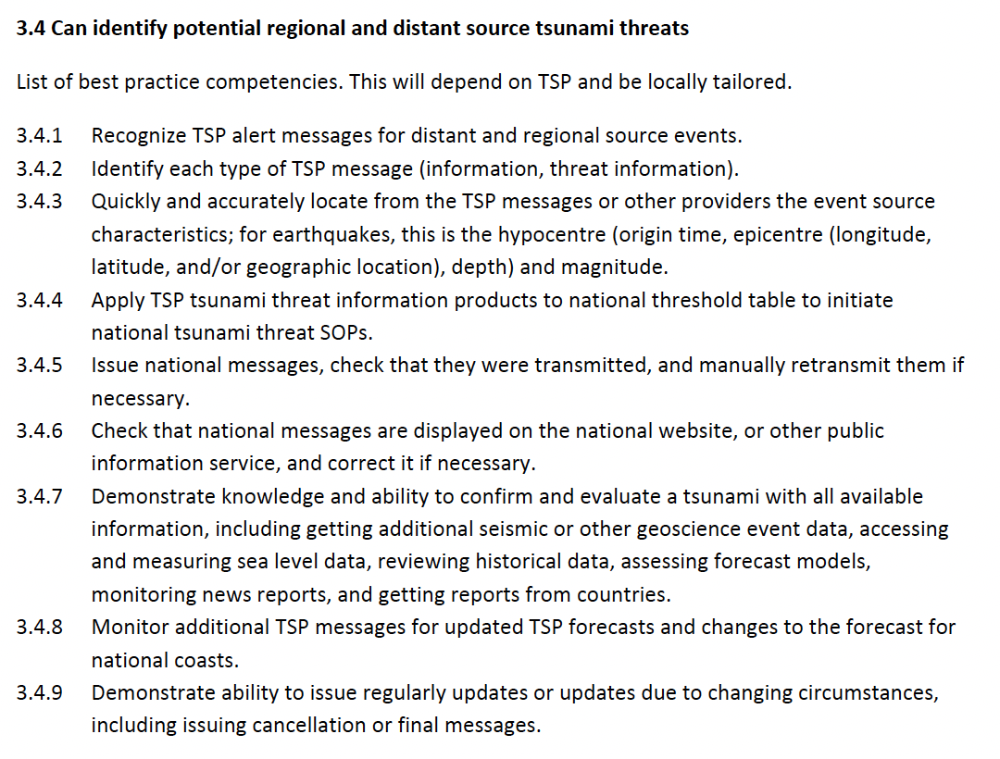 3.4 Can identify potential regional and distant source tsunami threats
List of best practice competencies. This will depend on TSP and be locally tailored.
3.4.1 Recognize TSP alert messages for distant and regional source events.
3.4.2 Identify each type of TSP message (information, threat information).
3.4.3 Quickly and accurately locate from the TSP messages or other providers the event source
characteristics; for earthquakes, this is the hypocentre (origin time, epicentre (longitude,
latitude, and/or geographic location), depth) and magnitude.
3.4.4 Apply TSP tsunami threat information products to national threshold table to initiate
national tsunami threat SOPs.
3.4.5 Issue national messages, check that they were transmitted, and manually retransmit them if
necessary.
3.4.6 Check that national messages are displayed on the national website, or other public
information service, and correct it if necessary.
3.4.7 Demonstrate knowledge and ability to confirm and evaluate a tsunami with all available
information, including getting additional seismic or other geoscience event data, accessing
and measuring sea level data, reviewing historical data, assessing forecast models,
monitoring news reports, and getting reports from countries.
3.4.8 Monitor additional TSP messages for updated TSP forecasts and changes to the forecast for
national coasts.
3.4.9 Demonstrate ability to issue regularly updates or updates due to changing circumstances,
including issuing cancellation or final messages.